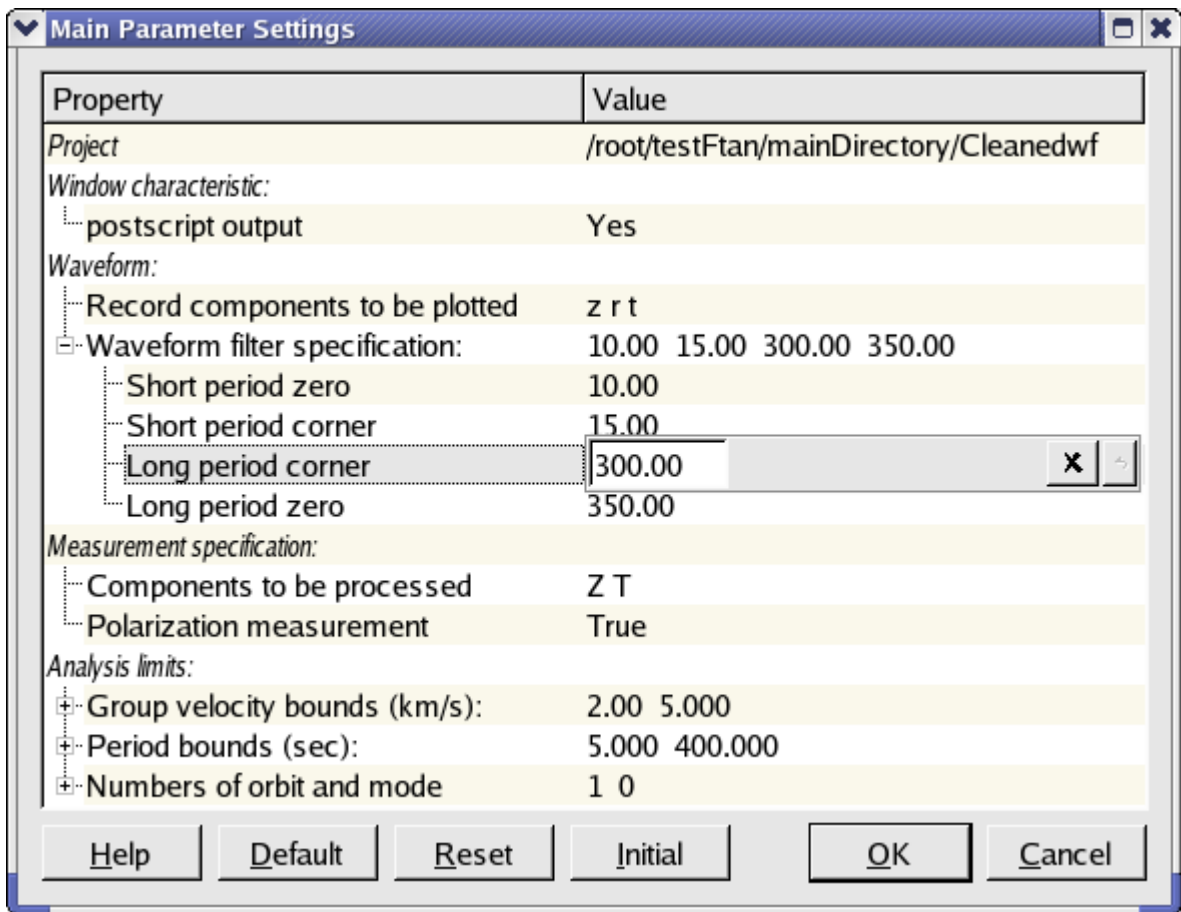 Main Parameter Settings
Property Value
Project /root/testFtan/mainDirectory/Cleanedwf
Window characteristic:
postscript output Yes
Waveform:
Record components to be plotted z r t
Waveform filter specification: 10.00 15.00 300.00 350.00
Short period zero 10.00
Short period corner 15.00
Long period corner 300.00
Long period zero 350.00
Measurement specification:
Components to be processed Z T
Polarization measurement True
Analysis limits:
Group velocity bounds (km/s): 2.00 5.000
Period bounds (sec): 5.000 400.000
Numbers of orbit and mode 1 0
Help Default Reset Initial OK Cancel